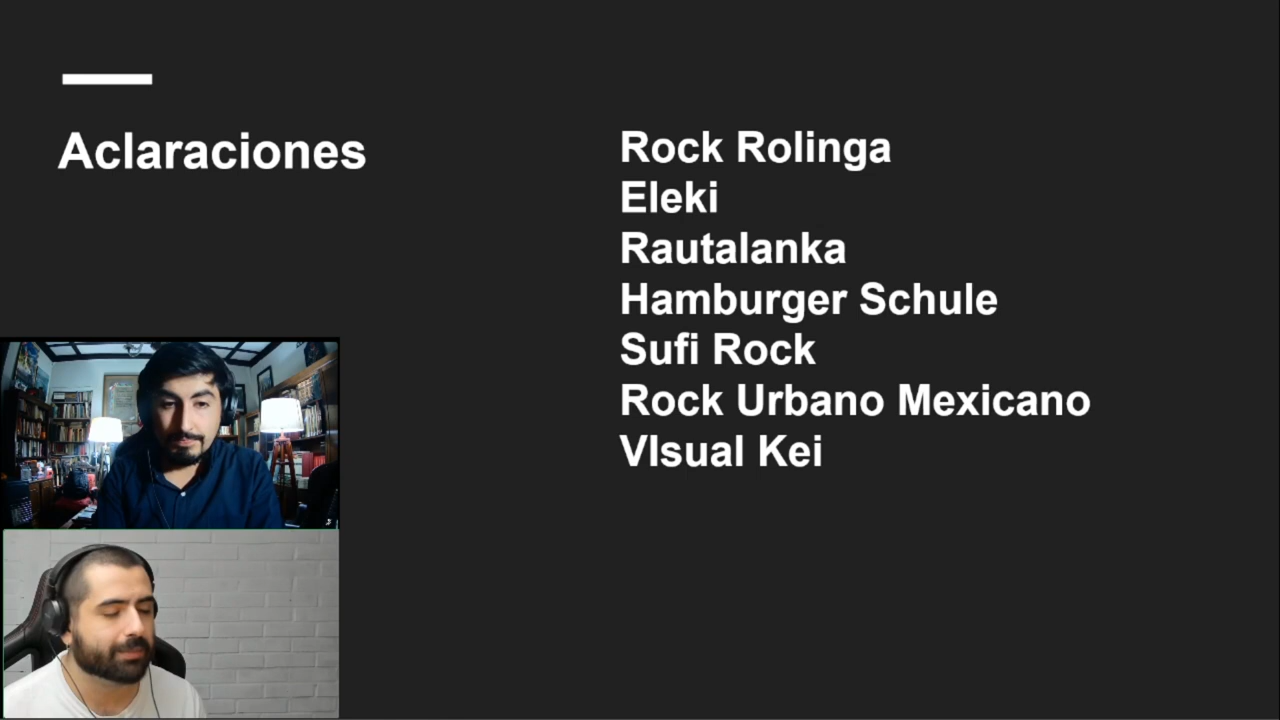 Aclaraciones
Rock Rolinga
Eleki
Rautalanka
Hamburger Schule
Sufi Rock
Rock Urbano Mexicano
VIsual Kei